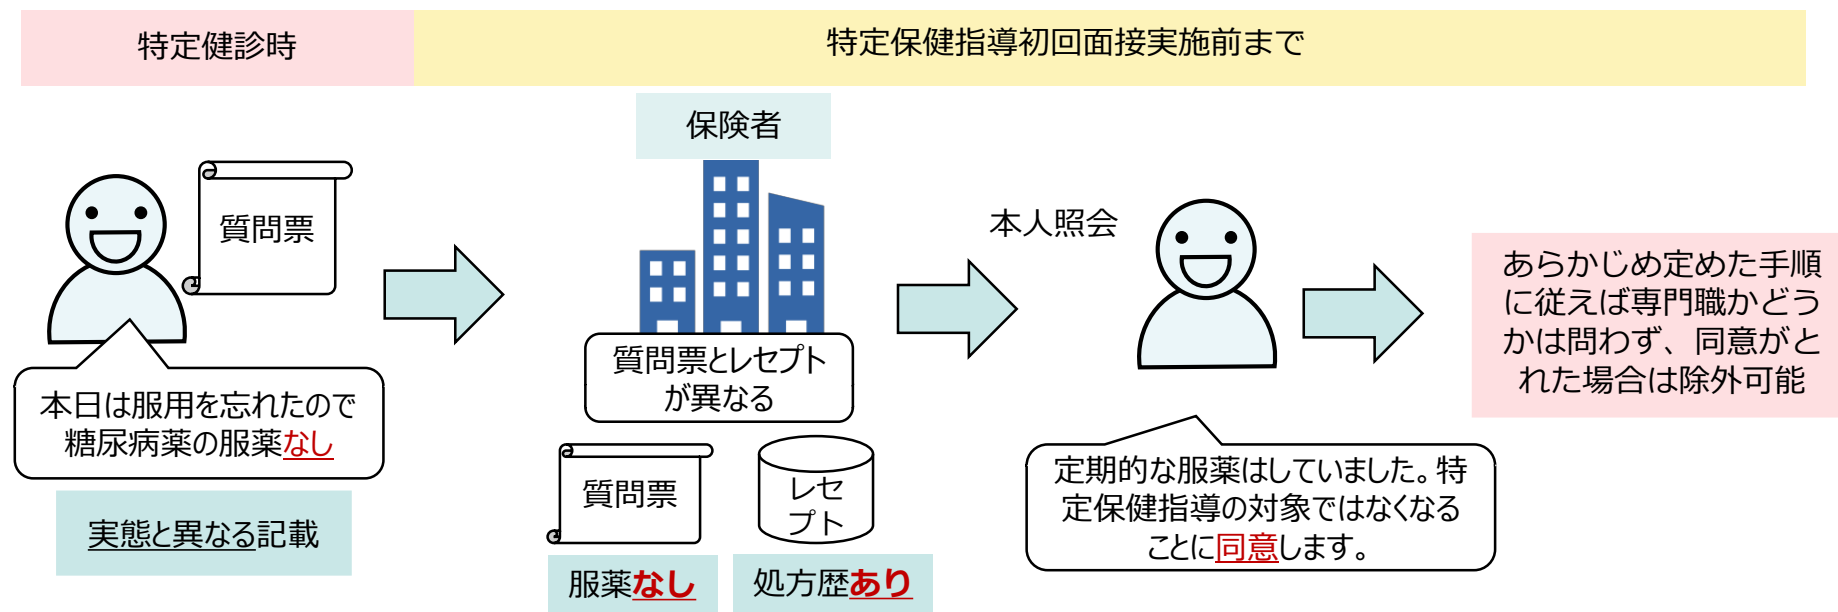 特定健診時
特定保健指導初回面接実施前まで
質問票
本日は服用を忘れたので
糖尿病薬の服薬なし
実態と異なる記載
保険者
質問票とレセプト
が異なる
質問票
服薬なし
レセ
プト
処方歴あり
本人照会
定期的な服薬はしていました。特
定保健指導の対象ではなくなる
ことに同意します。
あらかじめ定めた手順
に従えば専門職かどう
かは問わず、同意がと
れた場合は除外可能